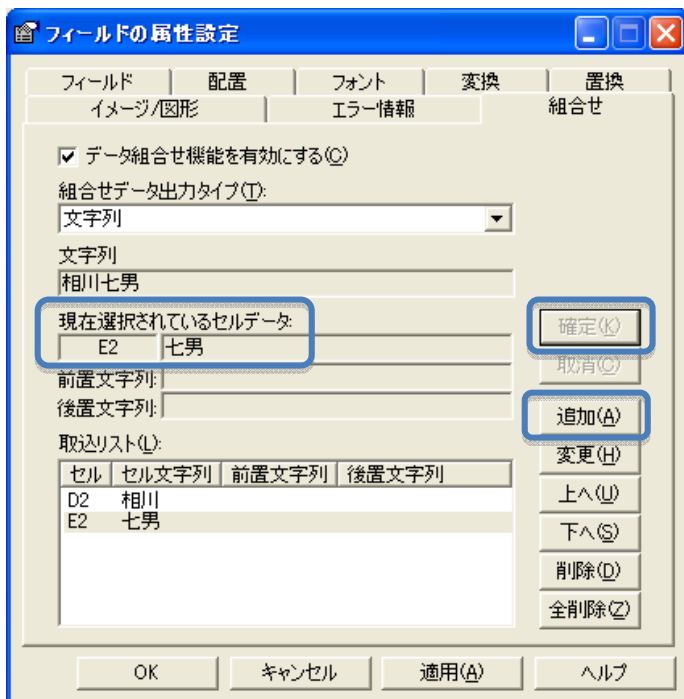 フィールドの属性設定
フィールド 配置 フォント 変換 置換
イメージ/図形 エラー情報 組合せ
データ組合せ機能を有効にする(C)
組合せデータ出力タイプ(T):
文字列
文字列
相川七男
現在選択されているセルデータ:
E2 七男
確定(K)
取消(C)
前置文字列:
後置文字列:
追加(A)
取込リスト(L):
変更(H)
セル セル文字列 前置文字列 後置文字列
D2 相川
E2 七男
上へ(U)
下へ(S)
削除(D)
全削除(Z)
OK キャンセル 適用(A) ヘルプ